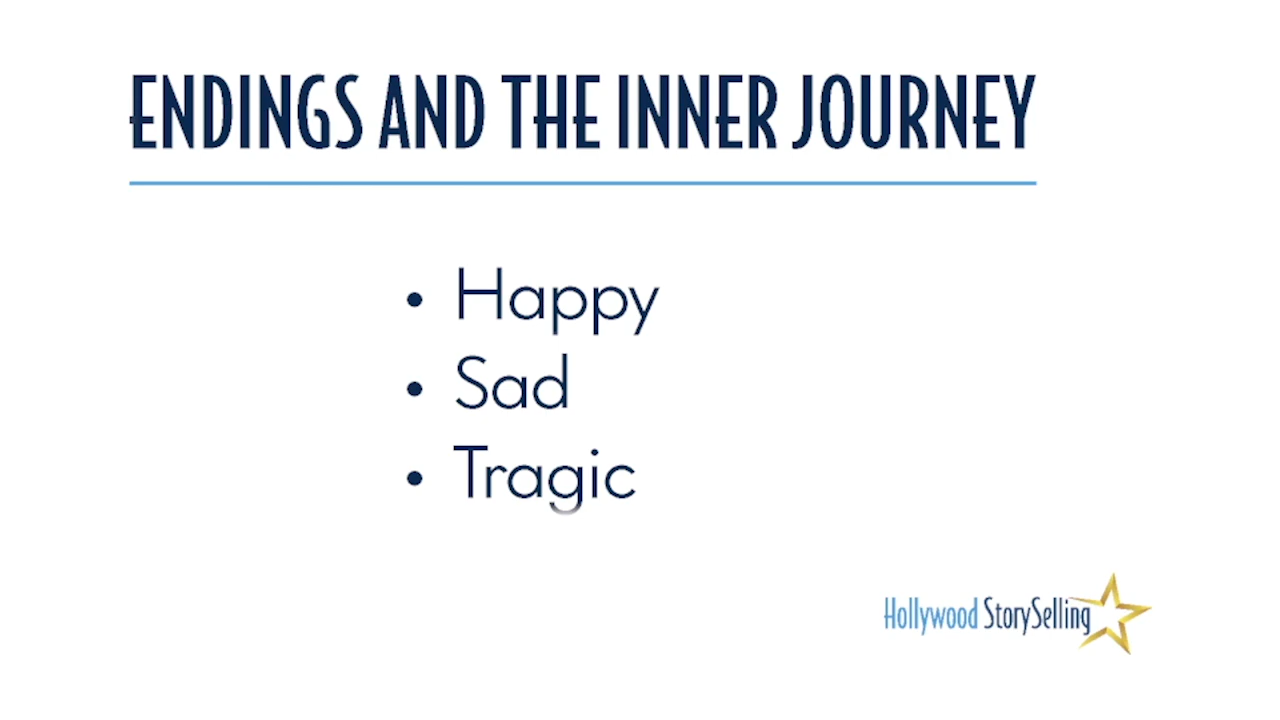 ENDINGS AND THE INNER JOURNEY
• Happy
• Sad
• Tragic
Hollywood StorySelling